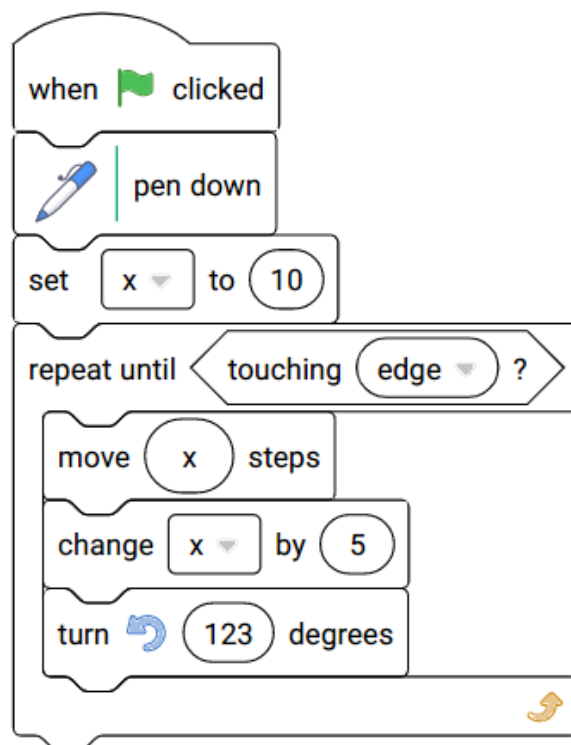 when clicked
pen down
set x to 10
repeat until touching edge ?
move x steps
change x by 5
turn 123 degrees